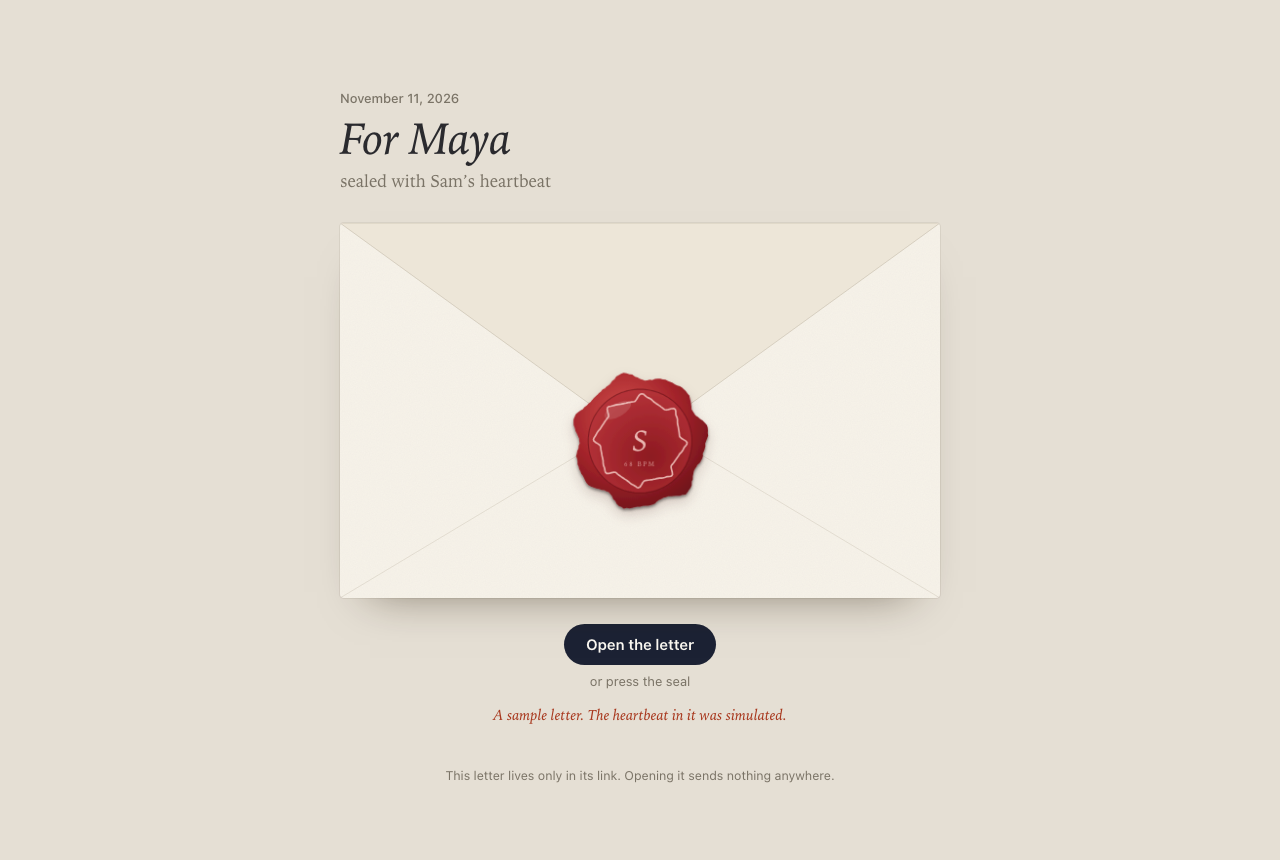 November 11, 2026
For Maya
sealed with Sam's heartbeat
S
BPM
Open the letter
or press the seal
A sample letter. The heartbeat in it was simulated.
This letter lives only in its link. Opening it sends nothing anywhere.